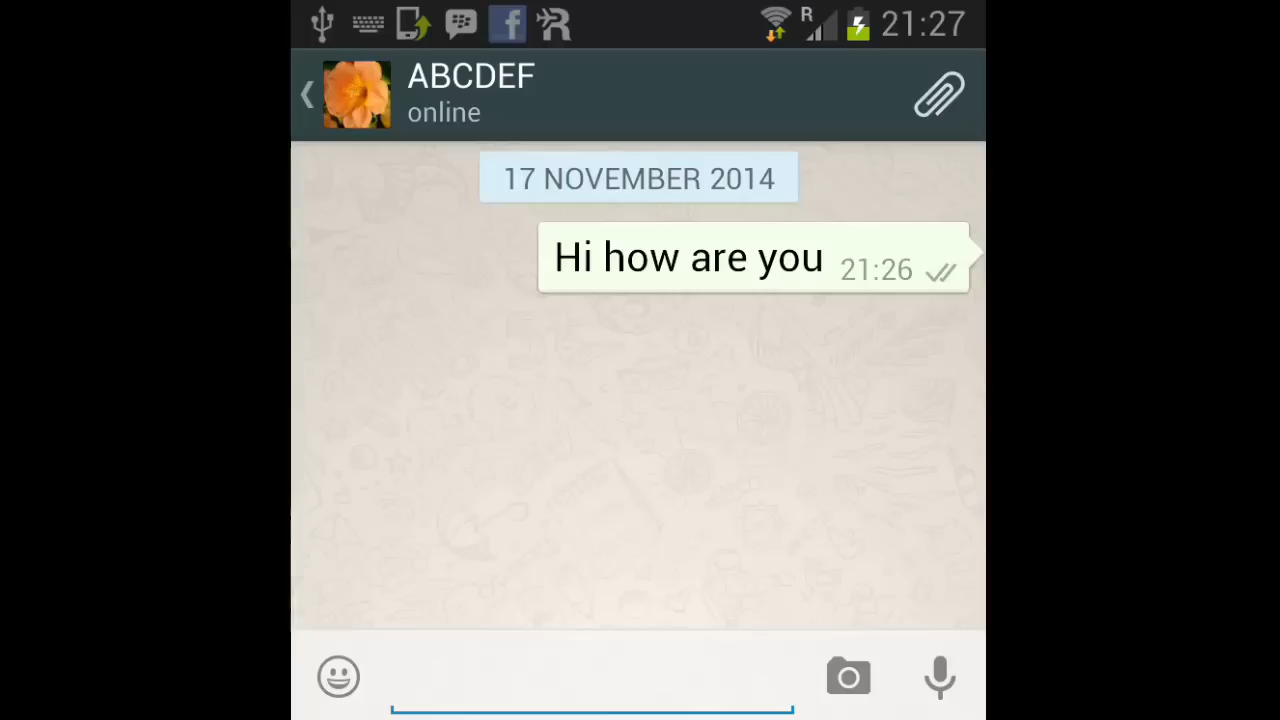 R 21:27
ABCDEF
online
17 NOVEMBER 2014
Hi how are you 21:26